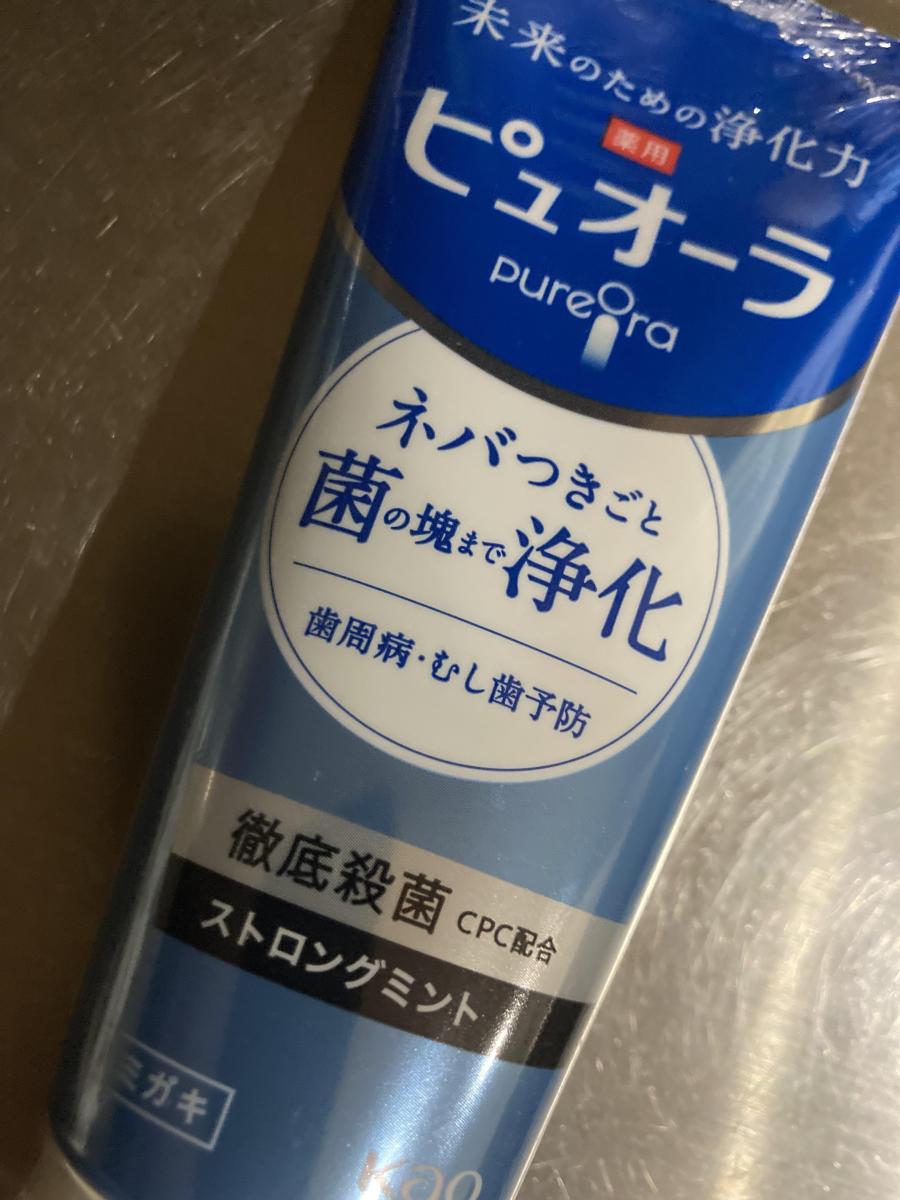 未来のための浄化力
薬用
ピュオーラ
pureora
ネバつきごと
菌の塊まで浄化
歯周病・むし歯予防
徹底殺菌 CPC配合
ストロングミント
ミガキ
Kao